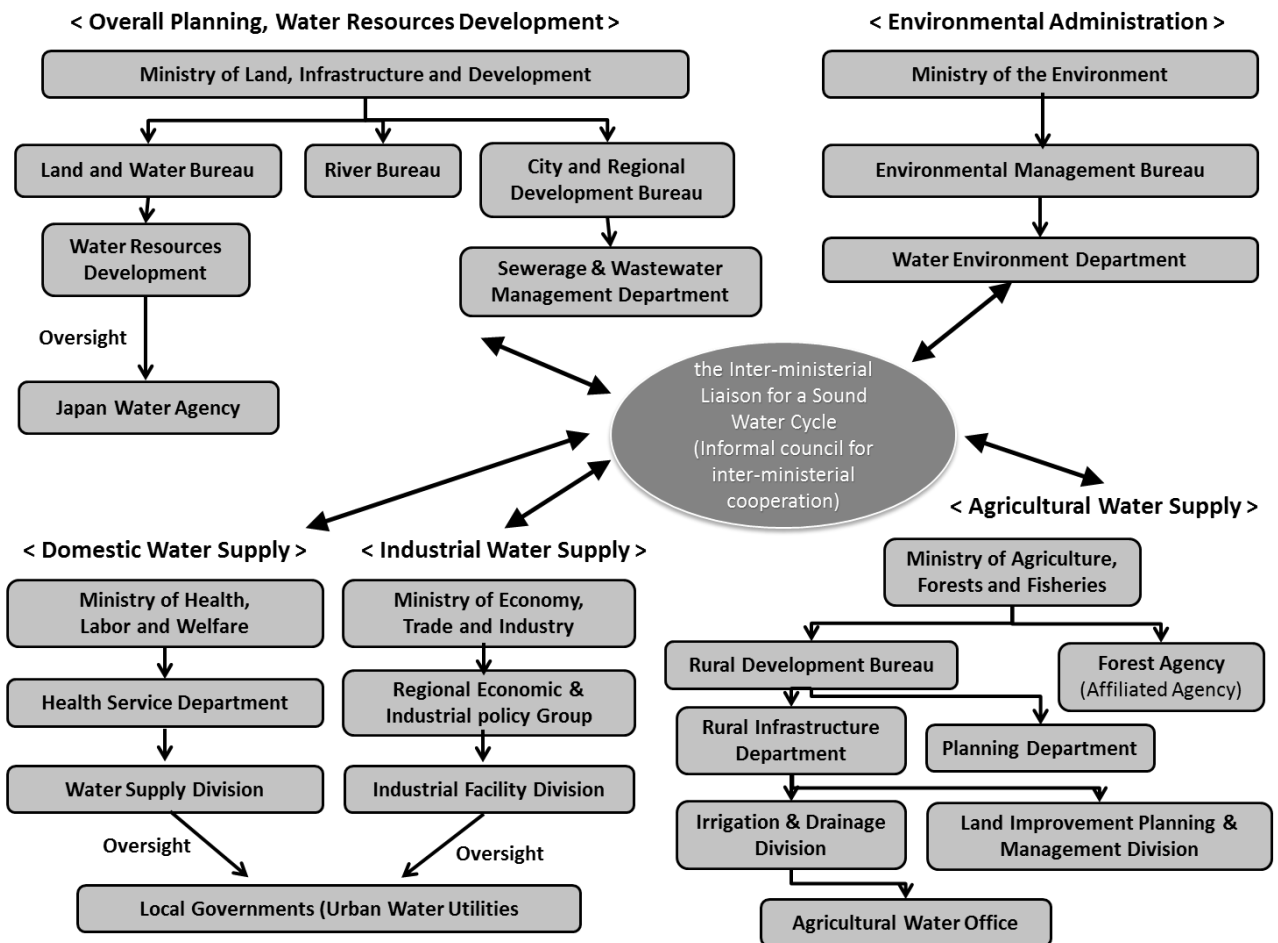 < Overall Planning, Water Resources Development >
Ministry of Land, Infrastructure and Development
Land and Water Bureau
River Bureau
City and Regional
Development Bureau
Water Resources
Development
Sewerage & Wastewater
Management Department
Oversight
Japan Water Agency
< Environmental Administration >
Ministry of the Environment
Environmental Management Bureau
Water Environment Department
the Inter-ministerial
Liaison for a Sound
Water Cycle
(Informal council for
inter-ministerial
cooperation)
< Domestic Water Supply >
Ministry of Health,
Labor and Welfare
Health Service Department
Water Supply Division
Oversight
< Industrial Water Supply >
Ministry of Economy,
Trade and Industry
Regional Economic &
Industrial policy Group
Industrial Facility Division
Oversight
Local Governments (Urban Water Utilities
< Agricultural Water Supply >
Ministry of Agriculture,
Forests and Fisheries
Rural Development Bureau
Forest Agency
(Affiliated Agency)
Rural Infrastructure
Department
Planning Department
Irrigation & Drainage
Division
Land Improvement Planning &
Management Division
Agricultural Water Office